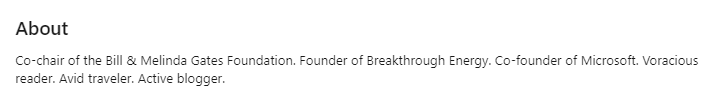 About
Co-chair of the Bill & Melinda Gates Foundation. Founder of Breakthrough Energy. Co-founder of Microsoft. Voracious
reader. Avid traveler. Active blogger.